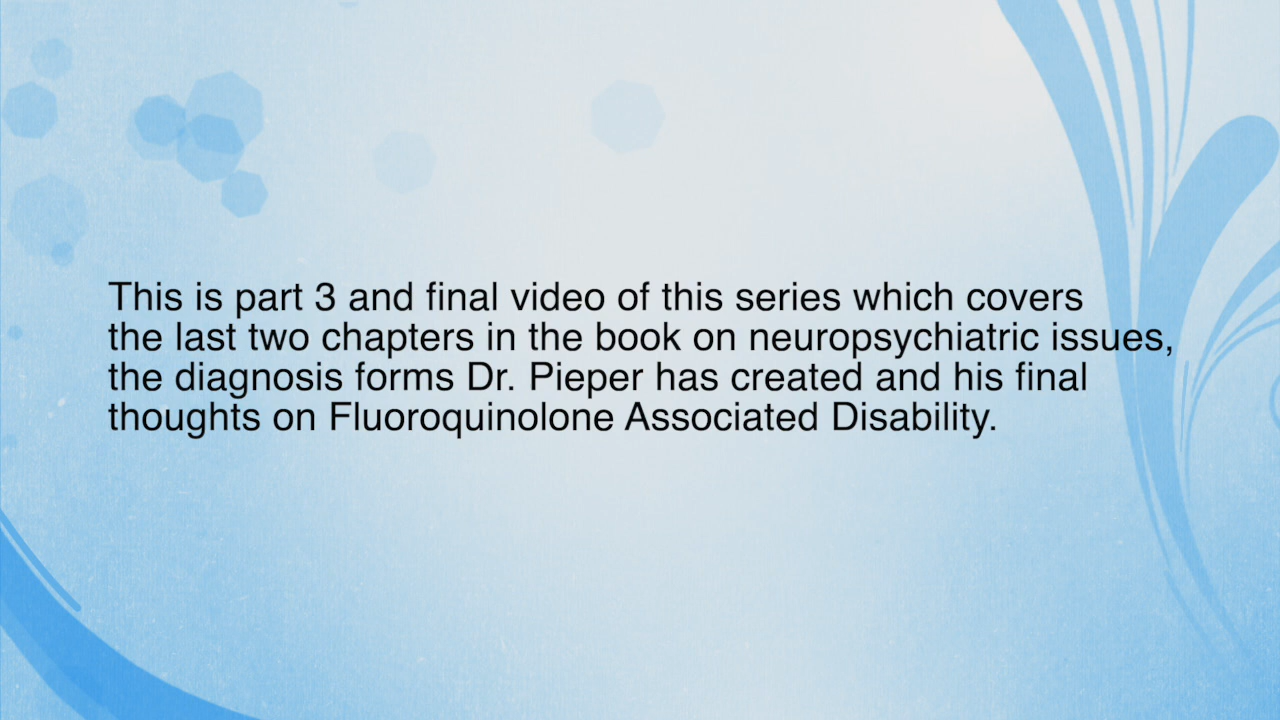 This is part 3 and final video of this series which covers
the last two chapters in the book on neuropsychiatric issues,
the diagnosis forms Dr. Pieper has created and his final
thoughts on Fluoroquinolone Associated Disability.